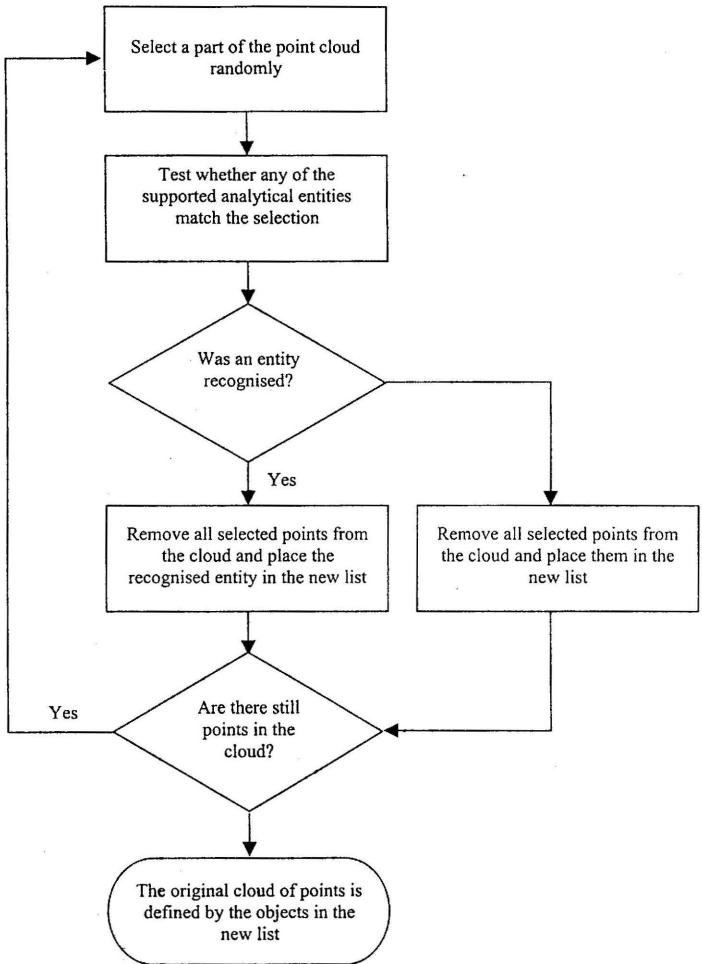 Select a part of the point cloud
randomly
Test whether any of the
supported analytical entities
match the selection
Was an entity
recognised?
Yes
Remove all selected points from
the cloud and place the
recognised entity in the new list
Remove all selected points from
the cloud and place them in the
new list
Yes
Are there still
points in the
cloud?
The original cloud of points is
defined by the objects in the
new list